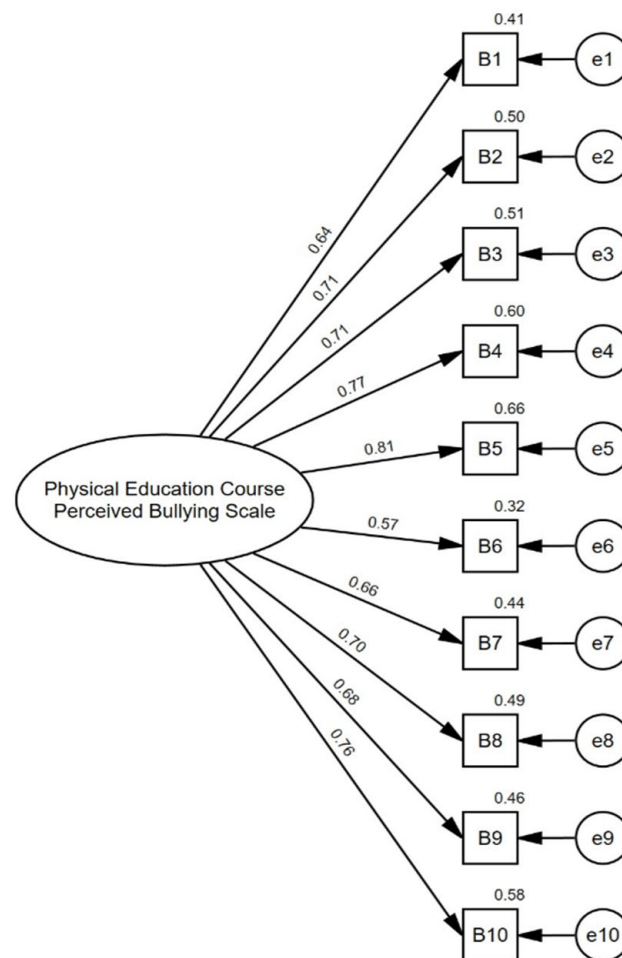 0.41
B1
e1
0.50
B2
e2
0.51
B3
e3
0.60
B4
e4
0.66
B5
e5
0.32
B6
e6
0.44
B7
e7
0.49
B8
e8
0.46
B9
e9
0.58
B10
e10
0.64
0.71
0.71
0.77
0.81
0.57
0.66
0.70
0.68
0.76
Physical Education Course
Perceived Bullying Scale